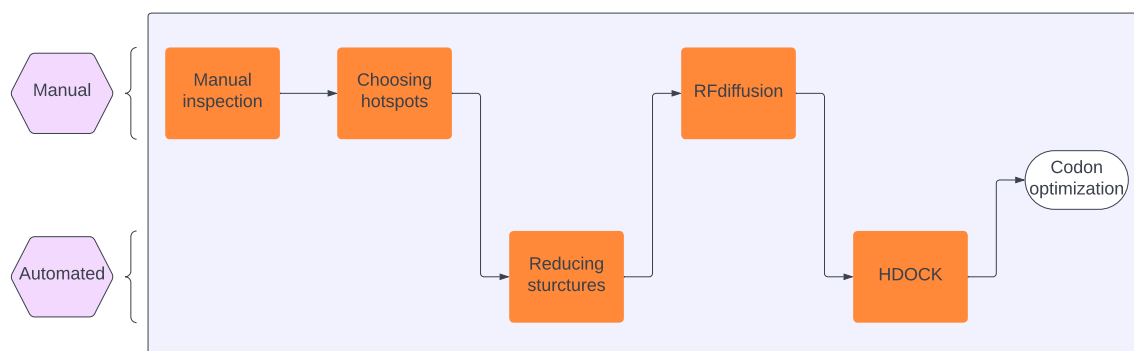 Manual
Manual
inspection
Choosing
hotspots
RFdiffusion
Codon
optimization
Automated
Reducing
sturctures
HDOCK